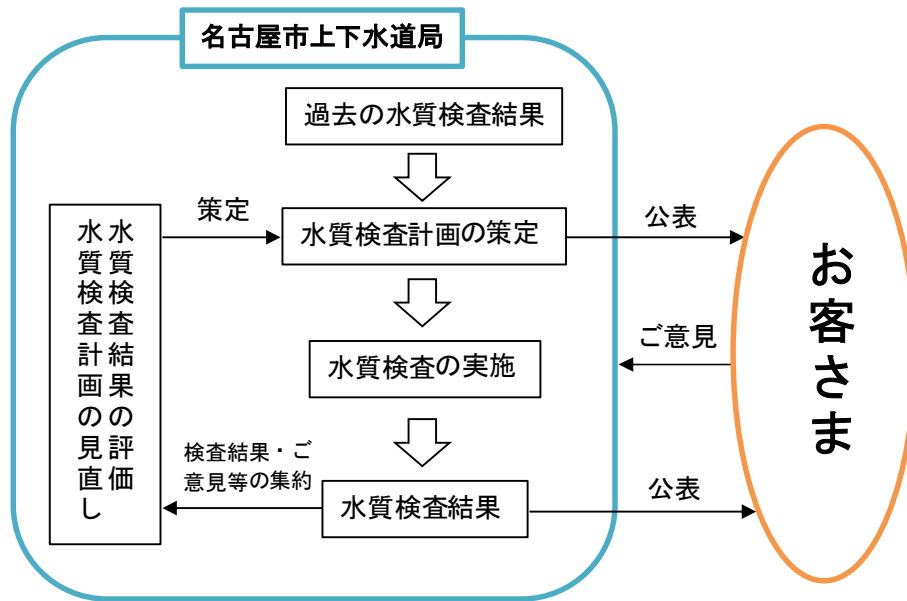 名古屋市上下水道局
過去の水質検査結果
策定
水質検査計画の策定
公表
水質検査結果の評価
水質検査計画の見直し
お客さま
ご意見
水質検査の実施
検査結果・ご
意見等の集約
水質検査結果
公表